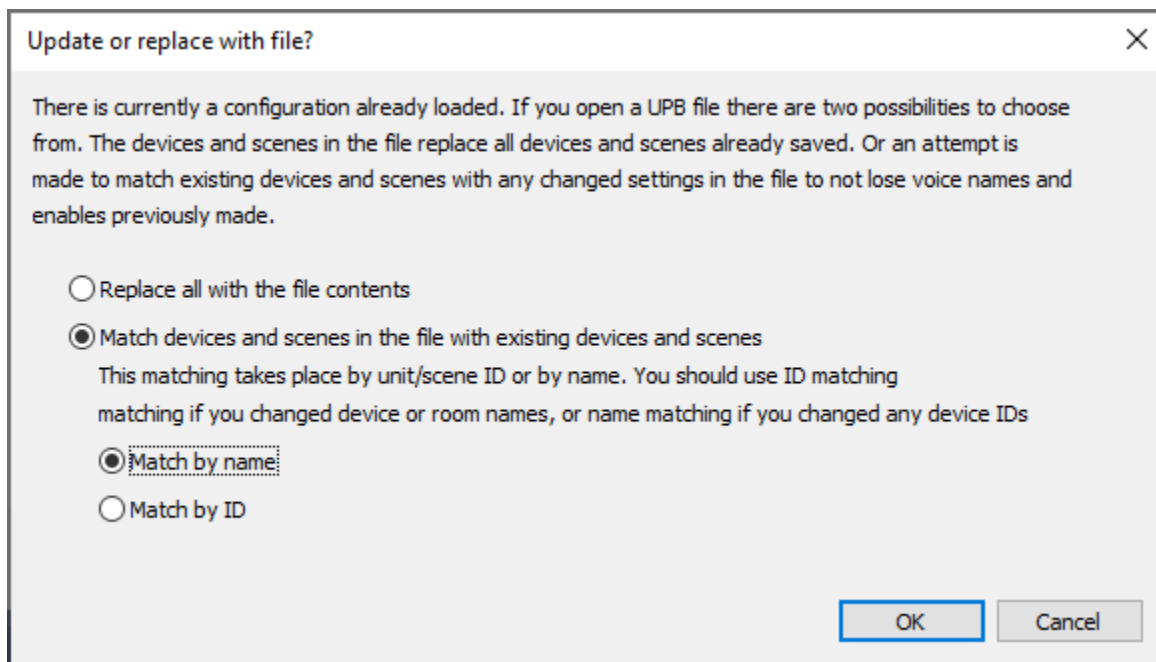 Update or replace with file?
There is currently a configuration already loaded. If you open a UPB file there are two possibilities to choose
from. The devices and scenes in the file replace all devices and scenes already saved. Or an attempt is
made to match existing devices and scenes with any changed settings in the file to not lose voice names and
enables previously made.
Replace all with the file contents
Match devices and scenes in the file with existing devices and scenes
This matching takes place by unit/scene ID or by name. You should use ID matching
matching if you changed device or room names, or name matching if you changed any device IDs
Match by name
Match by ID
OK Cancel